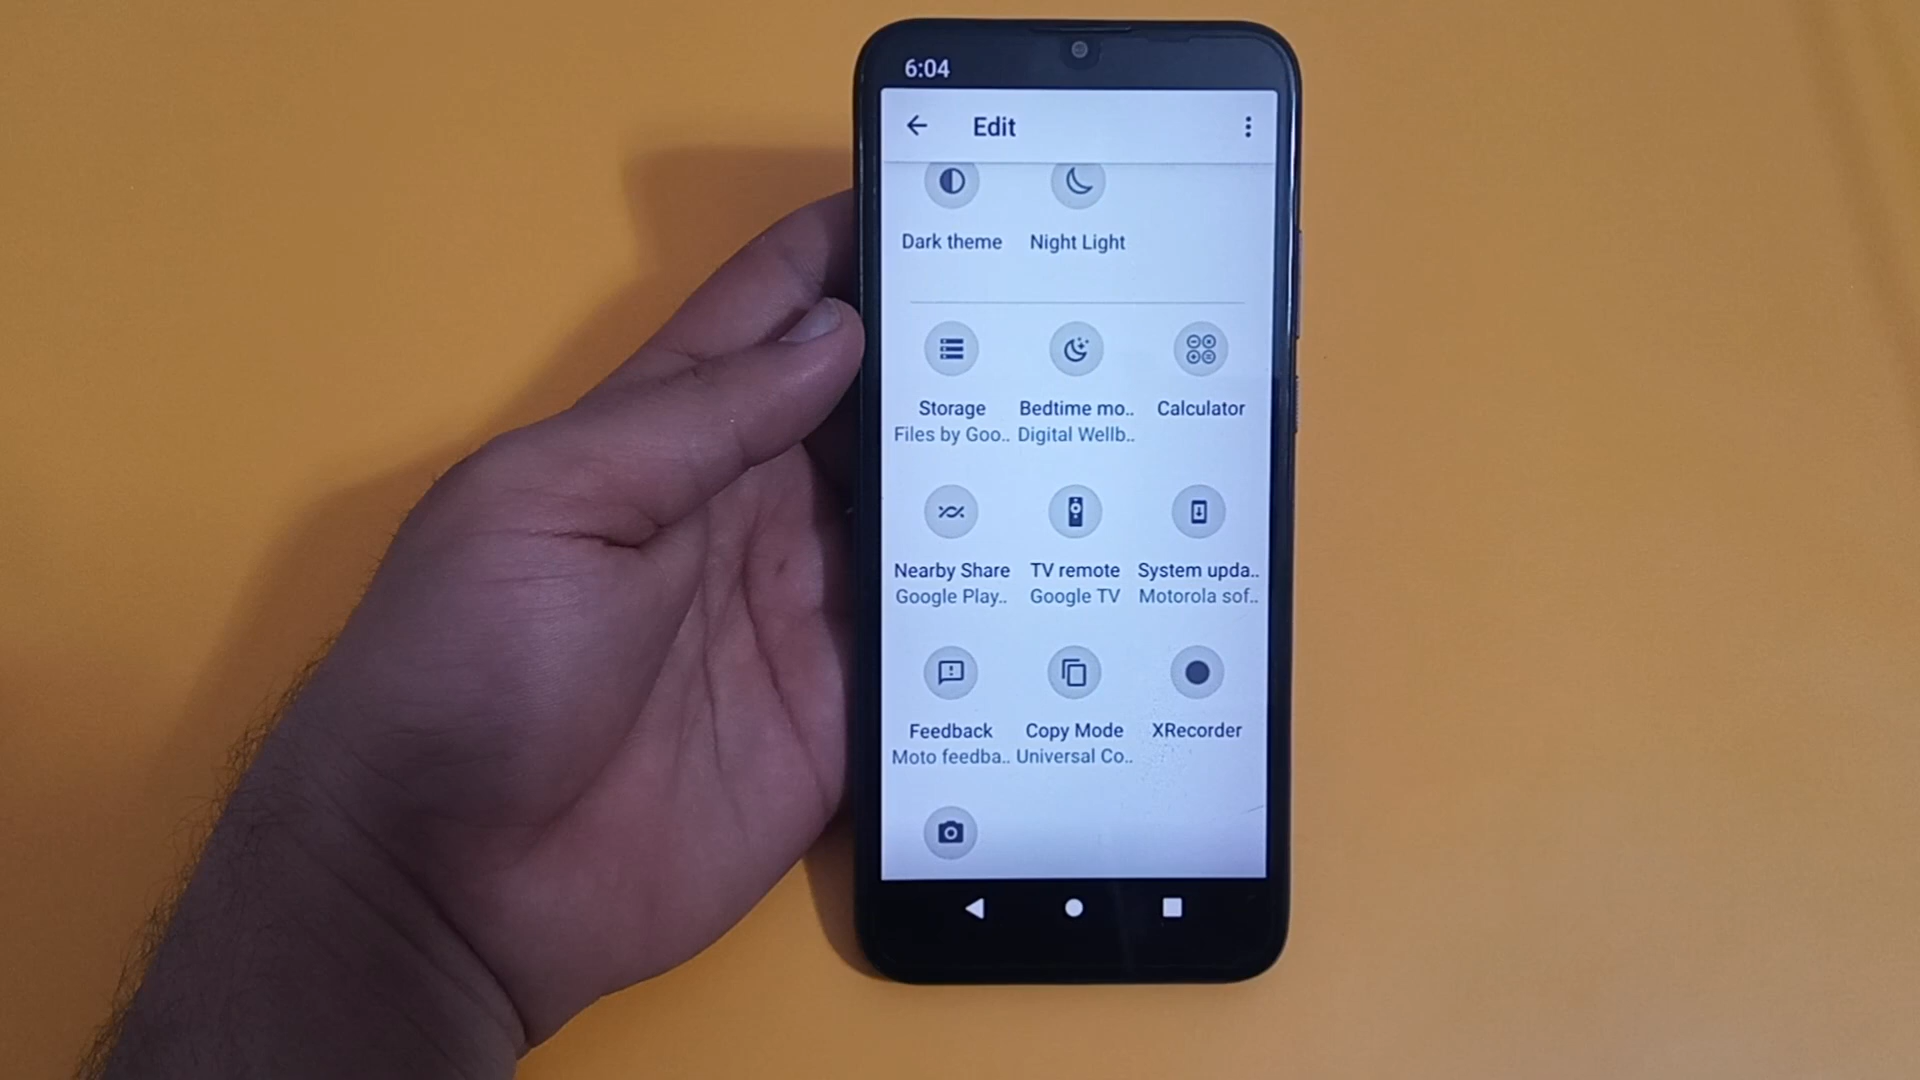 6:04
Edit
Dark theme
Night Light
Storage
Files by Goo..
Bedtime mo..
Digital Wellb..
Calculator
Nearby Share
Google Play..
TV remote
Google TV
System upda..
Motorola sof..
Feedback
Moto feedba..
Copy Mode
Universal Co..
XRecorder